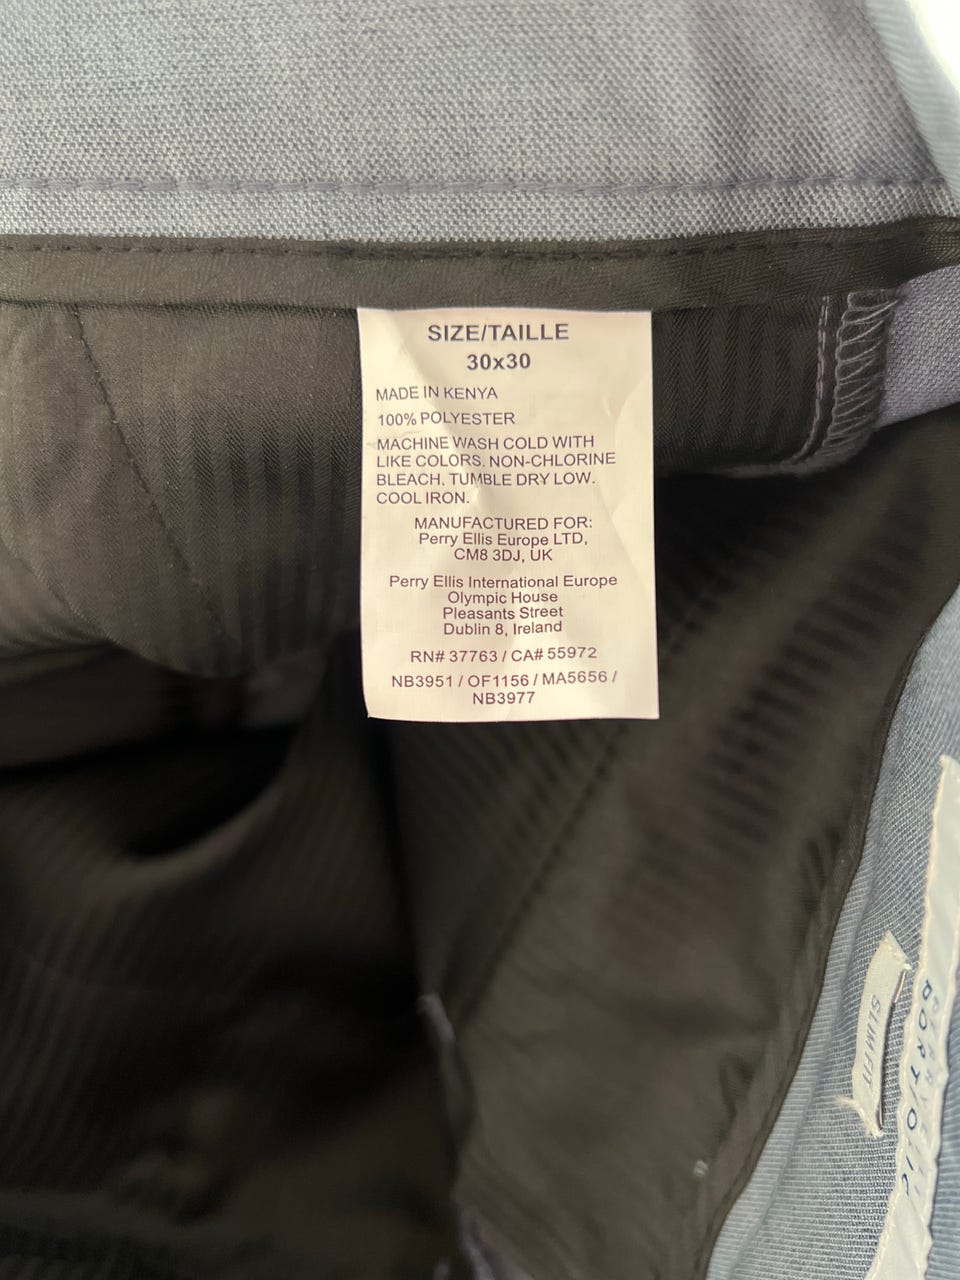 SIZE/TAILLE
30x30
MADE IN KENYA
100% POLYESTER
MACHINE WASH COLD WITH
LIKE COLORS. NON-CHLORINE
BLEACH. TUMBLE DRY LOW.
COOL IRON.
MANUFACTURED FOR:
Perry Ellis Europe LTD,
CM8 3DJ, UK
Perry Ellis International Europe
Olympic House
Pleasants Street
Dublin 8, Ireland
RN# 37763 / CA# 55972
NB3951 / OF1156 / MA5656 /
NB3977
SLIM FIT